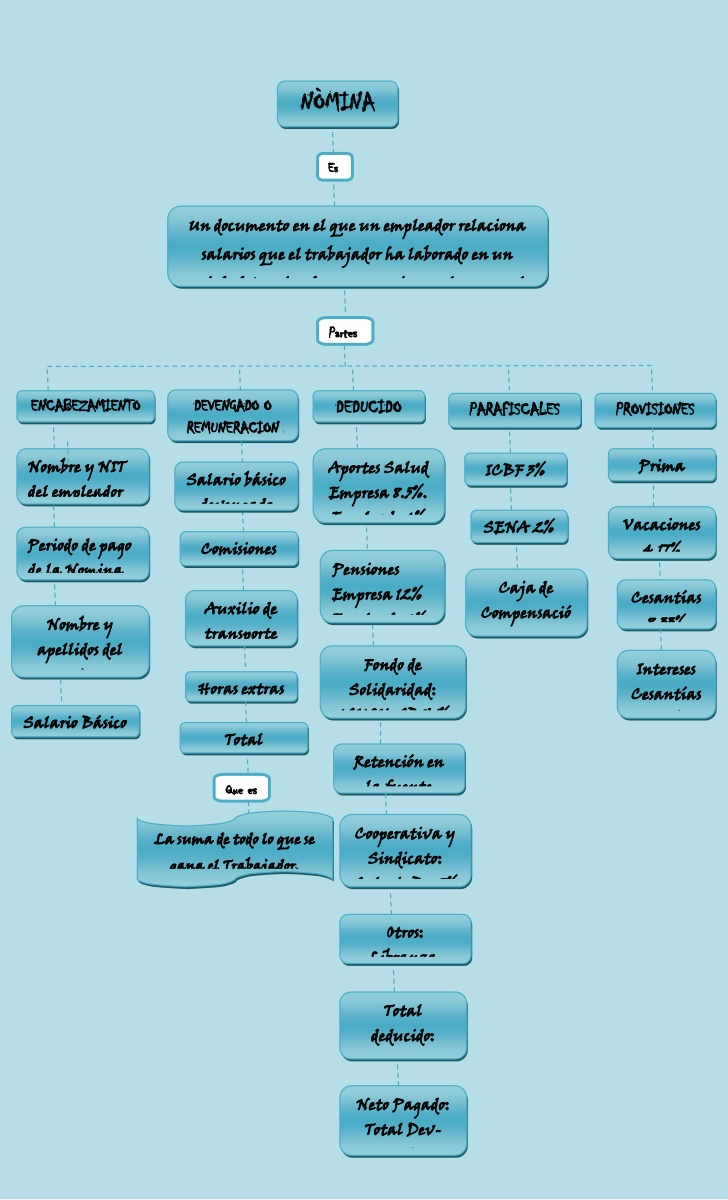 NÒMINA
Es
Un documento en el que un empleador relaciona
salarios que el trabajador ha laborado en un
Partes
ENCABEZAMIENTO
Nombre y NIT
del empleador
Periodo de pago
de la Nomina.
Nombre y
apellidos del
Salario Básico
DEVENGADO O
REMUNERACION
Salario básico
devengado
Comisiones
Auxilio de
transporte
Horas extras
Total
Que es
La suma de todo lo que se
gana el Trabajador.
DEDUCIDO
Aportes Salud
Empresa 8.5%.
Pensiones
Empresa 12%
Fondo de
Solidaridad:
Retención en
la fuente
Cooperativa y
Sindicato:
Otros:
Libranza
Total
deducido:
Neto Pagado:
Total Dev-
PARAFISCALES
ICBF 3%
SENA 2%
Caja de
Compensació
PROVISIONES
Prima
Vacaciones
4.17%
Cesantías
Intereses
Cesantías